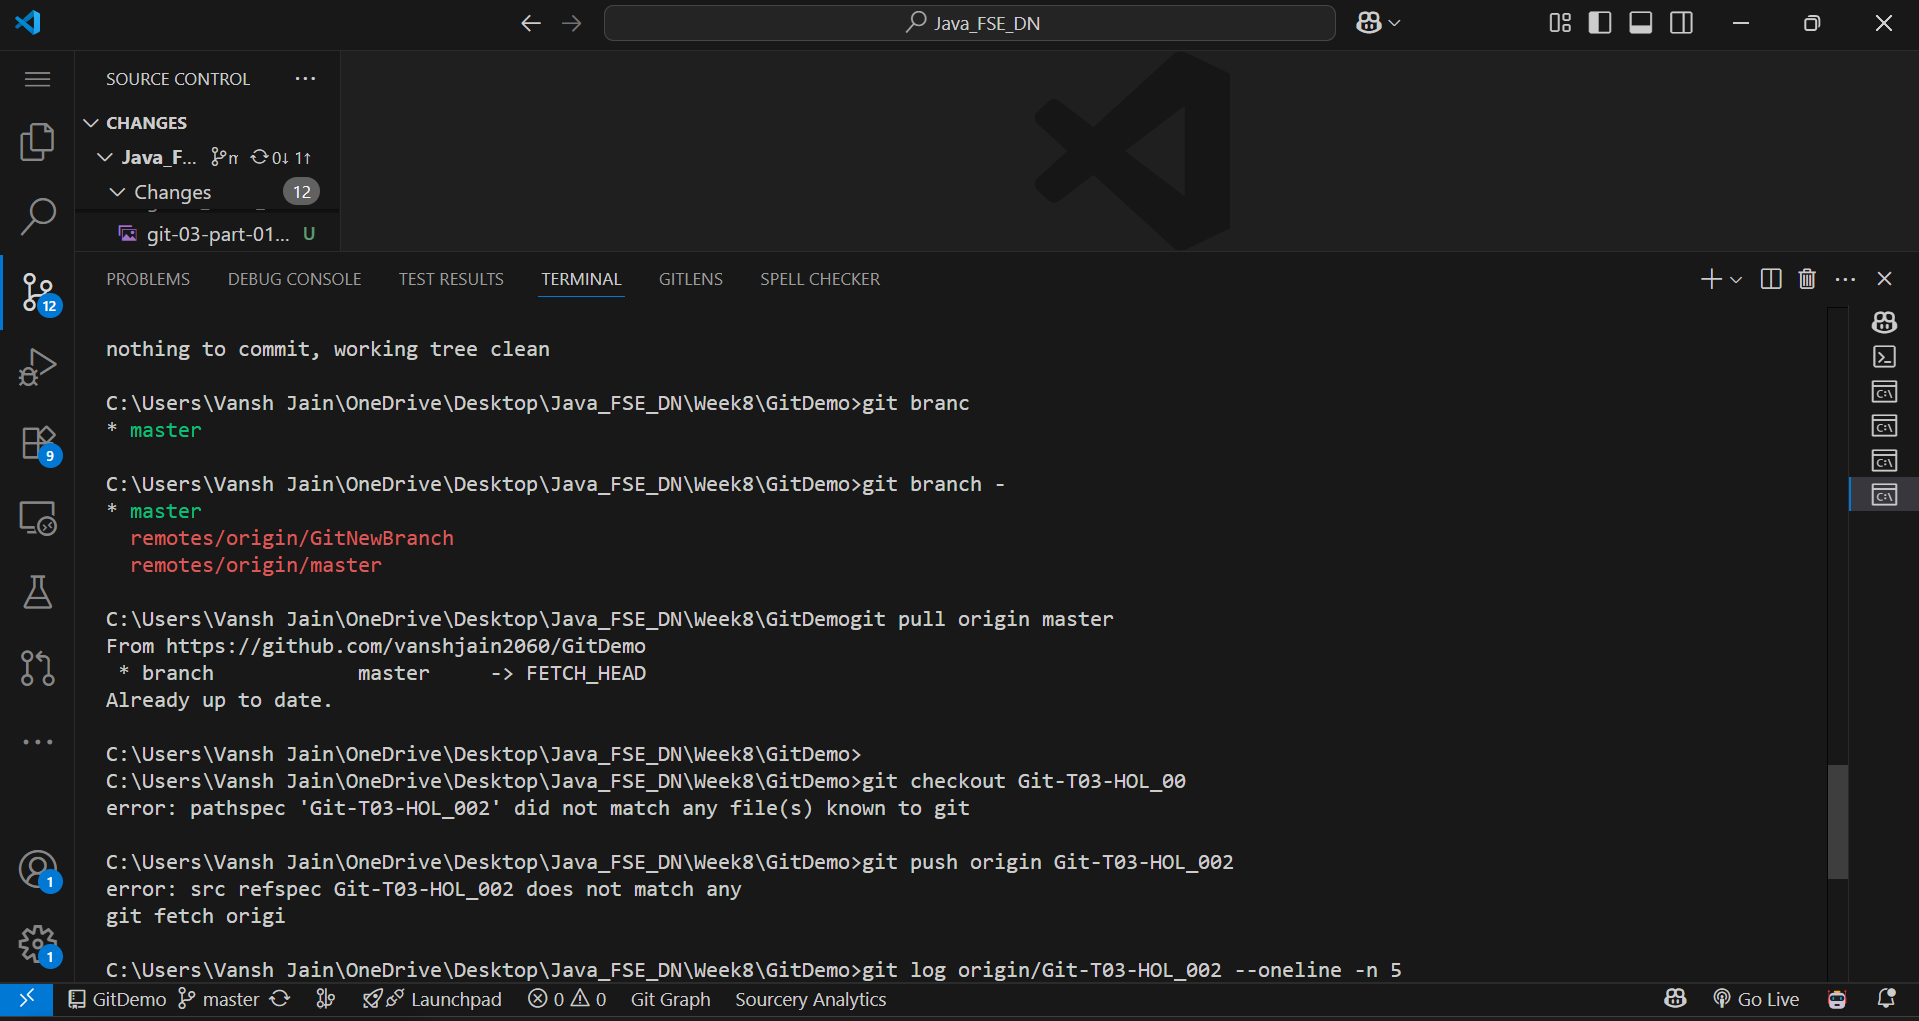 Java_FSE_DN
SOURCE CONTROL
CHANGES
Java_F... 0↓ 1↑
Changes 12
git-03-part-01... U
12
9
1
1
PROBLEMS DEBUG CONSOLE TEST RESULTS TERMINAL GITLENS SPELL CHECKER
nothing to commit, working tree clean
C:\Users\Vansh Jain\OneDrive\Desktop\Java_FSE_DN\Week8\GitDemo>git branc
* master
C:\Users\Vansh Jain\OneDrive\Desktop\Java_FSE_DN\Week8\GitDemo>git branch -
* master
remotes/origin/GitNewBranch
remotes/origin/master
C:\Users\Vansh Jain\OneDrive\Desktop\Java_FSE_DN\Week8\GitDemogit pull origin master
From https://github.com/vanshjain2060/GitDemo
* branch master -> FETCH_HEAD
Already up to date.
C:\Users\Vansh Jain\OneDrive\Desktop\Java_FSE_DN\Week8\GitDemo>
C:\Users\Vansh Jain\OneDrive\Desktop\Java_FSE_DN\Week8\GitDemo>git checkout Git-T03-HOL_00
error: pathspec 'Git-T03-HOL_002' did not match any file(s) known to git
C:\Users\Vansh Jain\OneDrive\Desktop\Java_FSE_DN\Week8\GitDemo>git push origin Git-T03-HOL_002
error: src refspec Git-T03-HOL_002 does not match any
git fetch origi
C:\Users\Vansh Jain\OneDrive\Desktop\Java_FSE_DN\Week8\GitDemo>git log origin/Git-T03-HOL_002 --oneline -n 5
GitDemo master Launchpad 0 0 Git Graph Sourcery Analytics Go Live